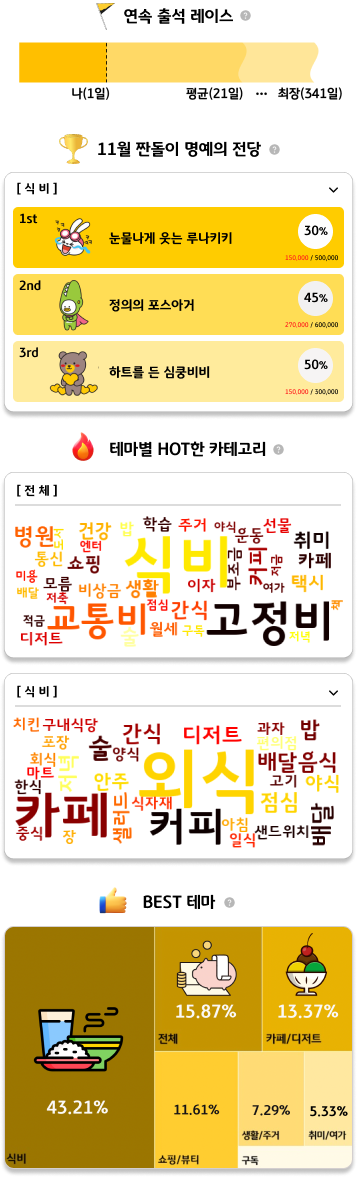 연속 출석 레이스 ?
나(1일) 평균(21일) ··· 최장(341일)
11월 짠돌이 명예의 전당 ?
[ 식 비 ]
1st
눈물나게 웃는 루나키키
30%
150,000 / 500,000
2nd
정의의 포스아거
45%
270,000 / 600,000
3rd
하트를 든 심쿵비비
50%
150,000 / 300,000
테마별 HOT한 카테고리 ?
[ 전 체 ]
병원
건강
밥
학습
주거
야식
운동
선물
취미
통신
엔터
쇼핑
식비
커피
카페
미용
모름
배달
저축
비상금
생활
이자
저금
여가
택시
책
적금
디저트
교통비
점심
간식
술
월세
구독
고정비
저녁
[ 식 비 ]
치킨
구내식당
간식
디저트
과자
밥
포장
술
양식
편의점
회식
마트
저녁
안주
외식
배달음식
고기
야식
한식
카페
샐러드
식자재
커피
점심
중식
장
아침
일식
샌드위치
배달
BEST 테마 ?
43.21%
식비
15.87%
전체
13.37%
카페/디저트
11.61%
쇼핑/뷰티
7.29%
생활/주거
5.33%
취미/여가
구독